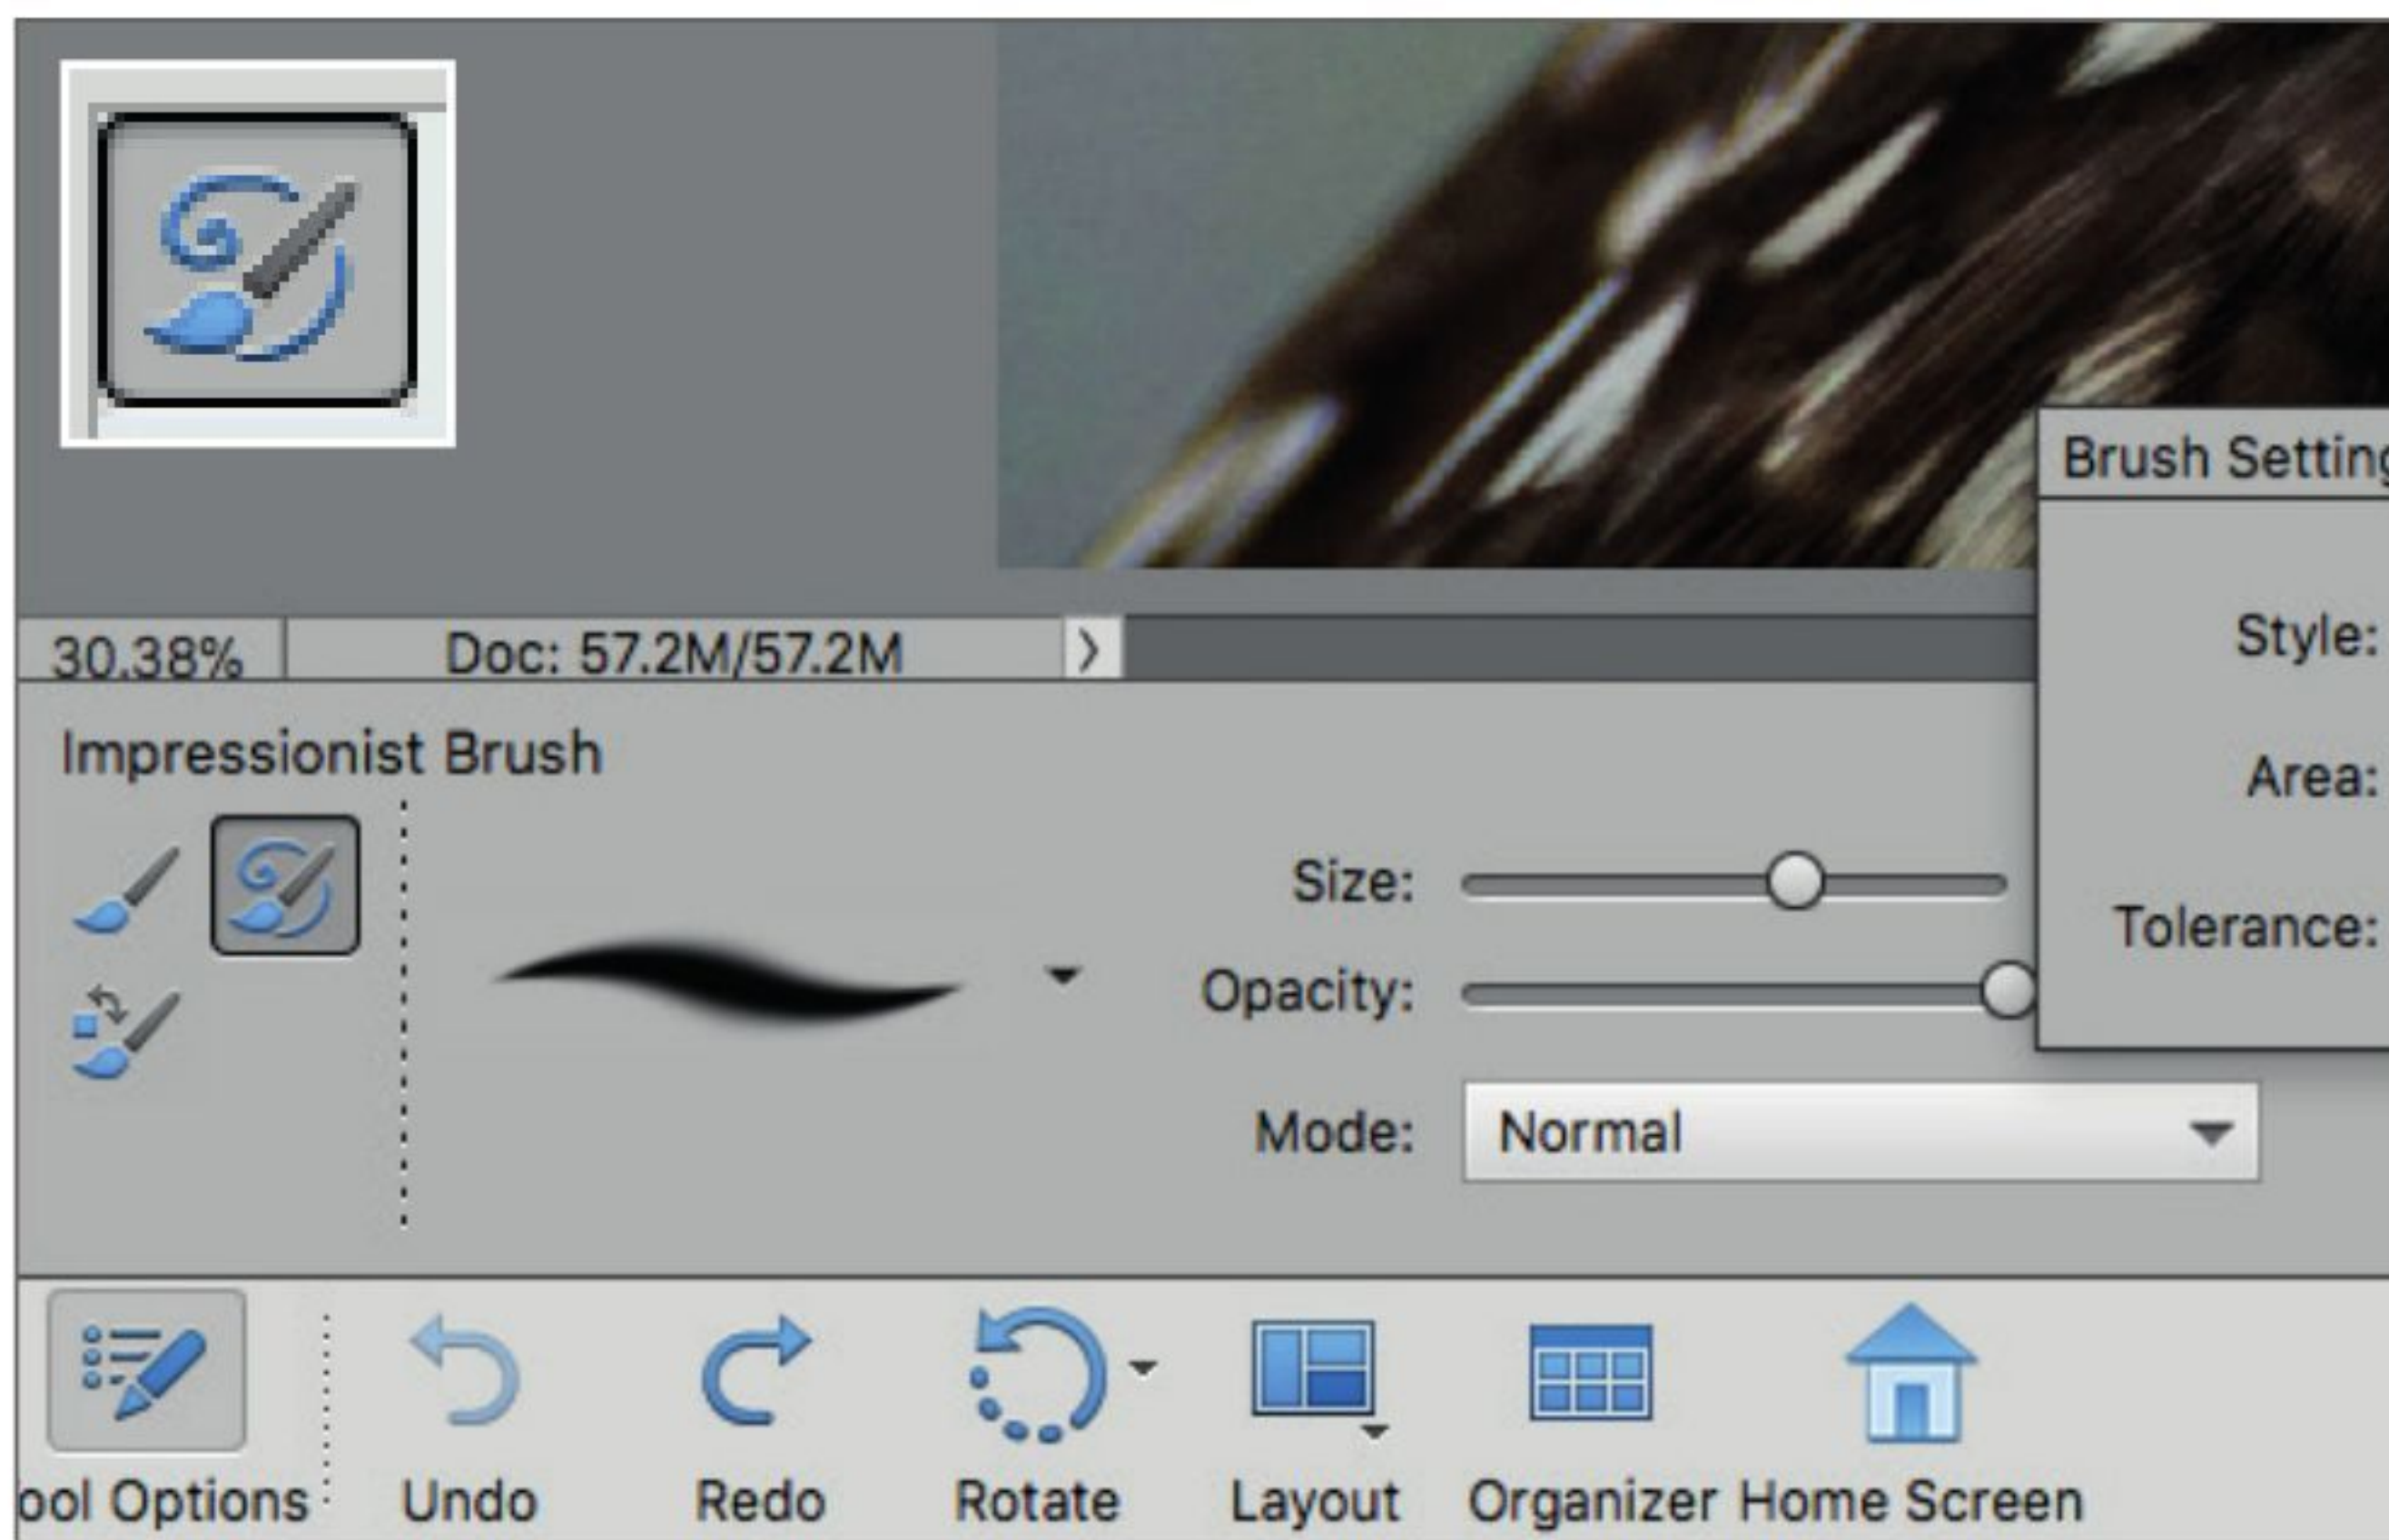 Brush Setting
Style:
30.38%
Doc: 57.2M/57.2M
Impressionist Brush
Area:
Size:
Tolerance:
Opacity:
Mode:
Normal
ool Options
Undo
Redo
Rotate
Layout
Organizer
Home Screen